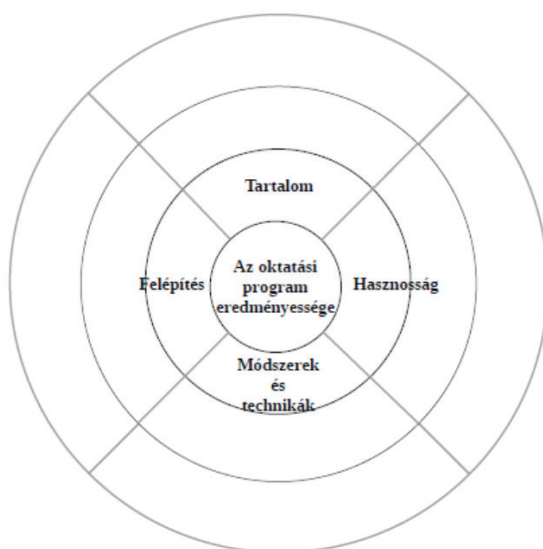 Tartalom
Felépítés
Az oktatási
program
eredményessége
Hasznosság
Módszerek
és
technikák